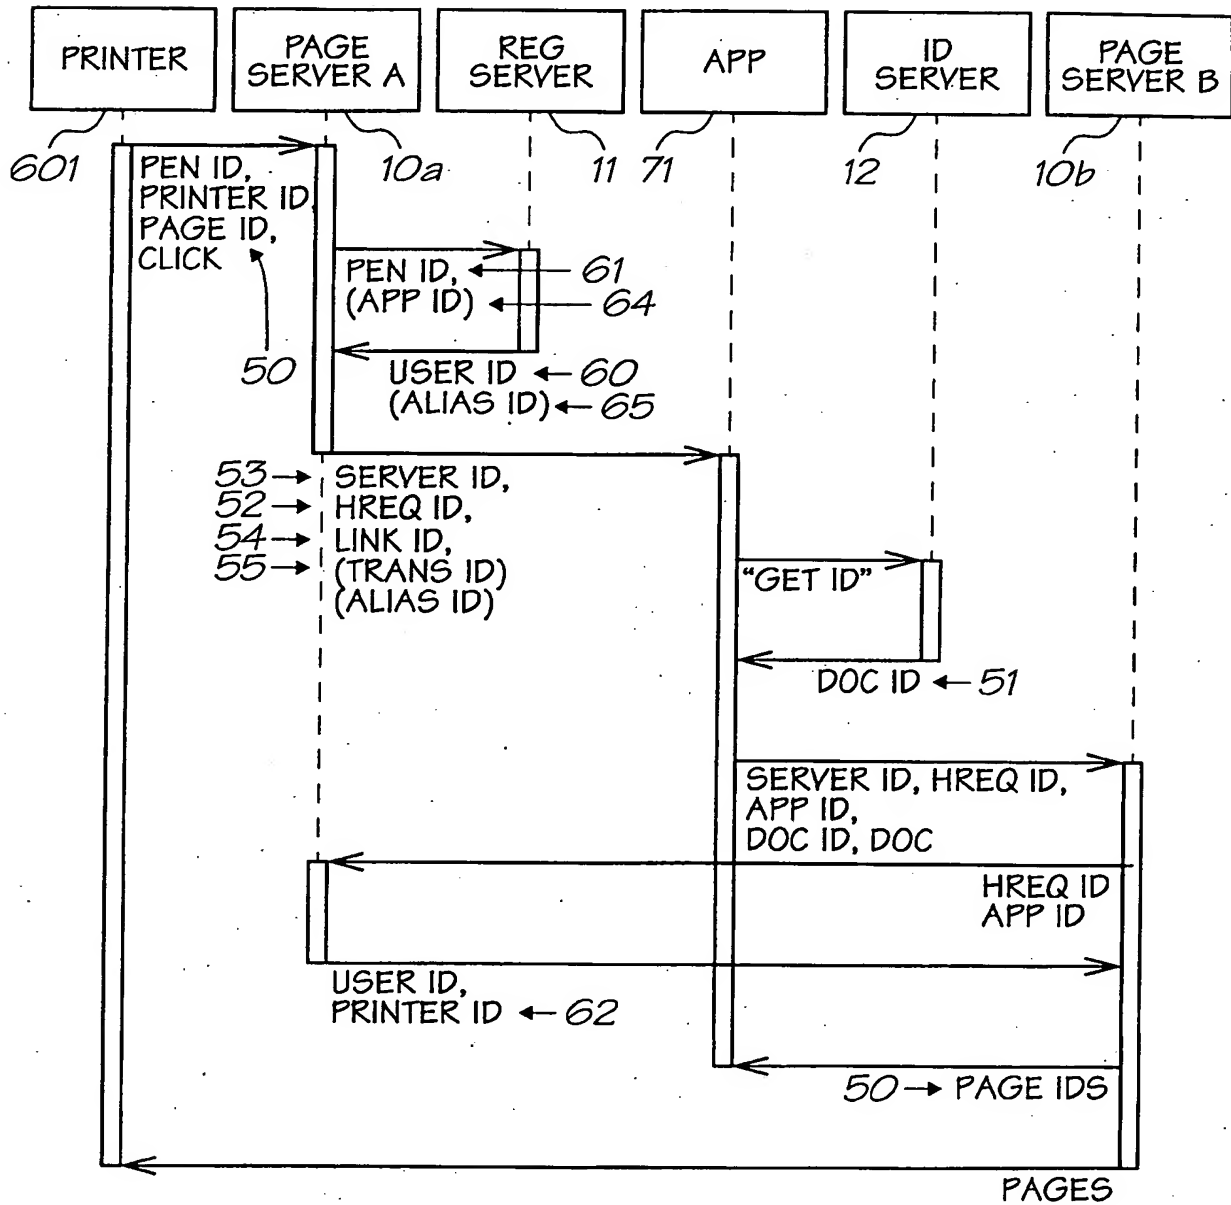 PRINTER
PAGE
SERVER A
REG
SERVER
APP
ID
SERVER
PAGE
SERVER B
601
10a
11
71
12
10b
PEN ID,
PRINTER ID,
PAGE ID,
CLICK
50
PEN ID, 61
(APP ID) 64
USER ID 60
(ALIAS ID) 65
53 SERVER ID,
52 HREQ ID,
54 LINK ID,
55 (TRANS ID)
(ALIAS ID)
"GET ID"
DOC ID 51
SERVER ID, HREQ ID,
APP ID,
DOC ID, DOC
HREQ ID
APP ID
USER ID,
PRINTER ID 62
50 PAGE IDS
PAGES